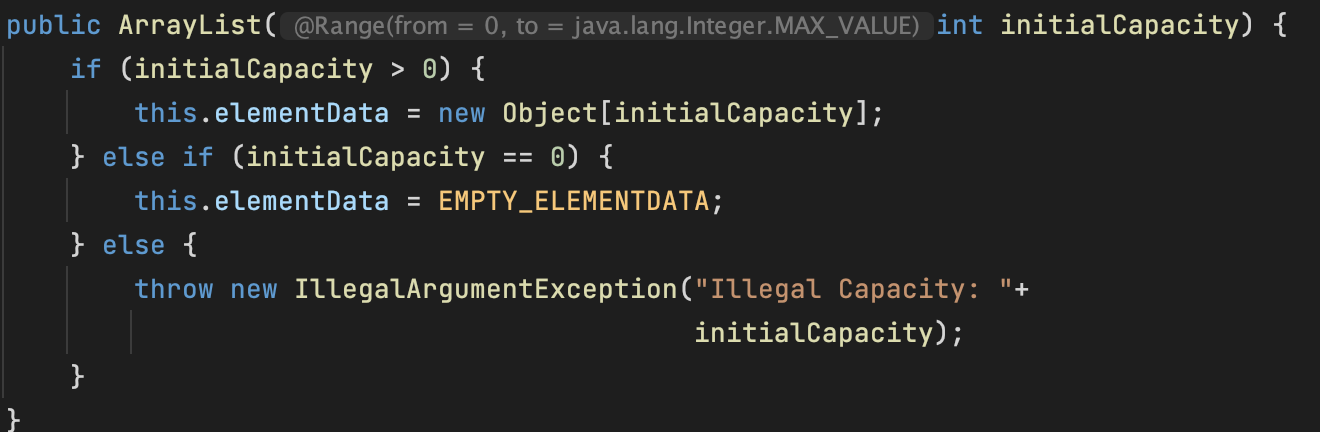 public ArrayList( @Range(from = 0, to = java.lang.Integer.MAX_VALUE) int initialCapacity) {
    if (initialCapacity > 0) {
        this.elementData = new Object[initialCapacity];
    } else if (initialCapacity == 0) {
        this.elementData = EMPTY_ELEMENTDATA;
    } else {
        throw new IllegalArgumentException("Illegal Capacity: "+
                                           initialCapacity);
    }
}